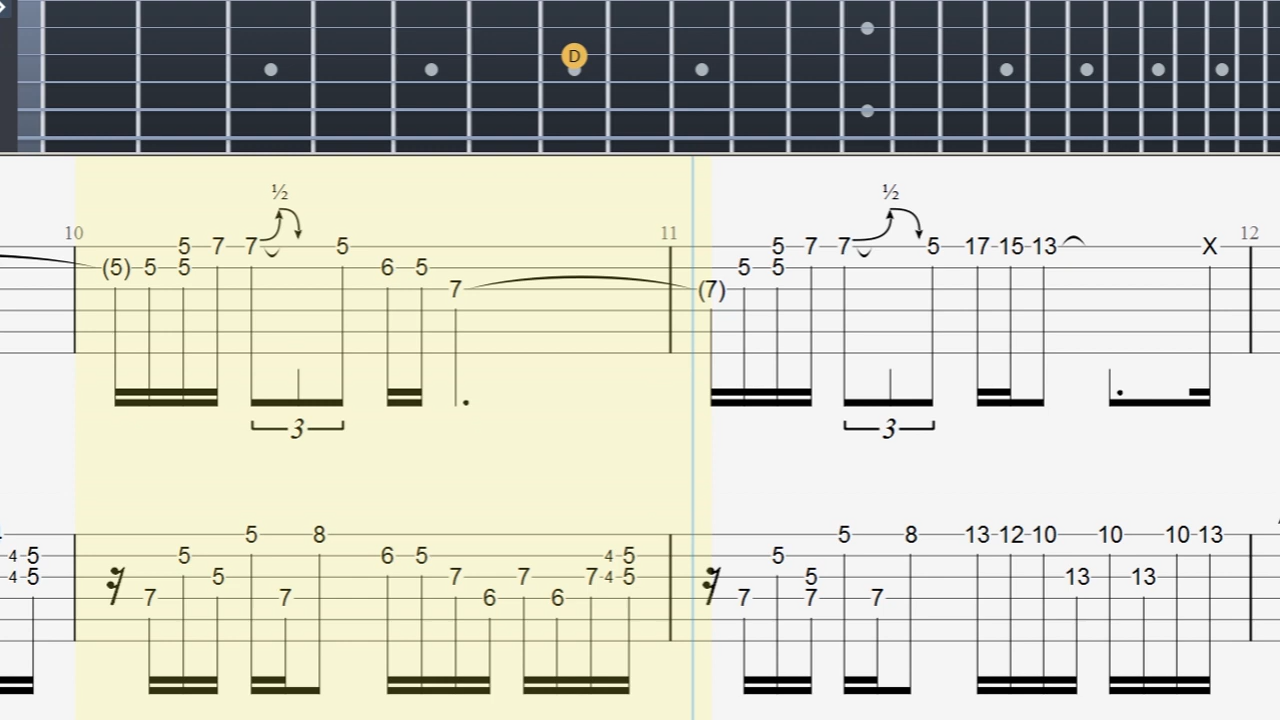 D
½ ½
10 11 12
5 7 7 5 5 7 7 5 17 15 13 X
(5) 5 5 6 5 5 5
7 (7)
3 3
5 8 5 8 13 12 10 10 10 13
4 5 5 6 5 4 5 5
4 5 5 7 7 7 4 5 5 13 13
7 7 6 6 7 7 7